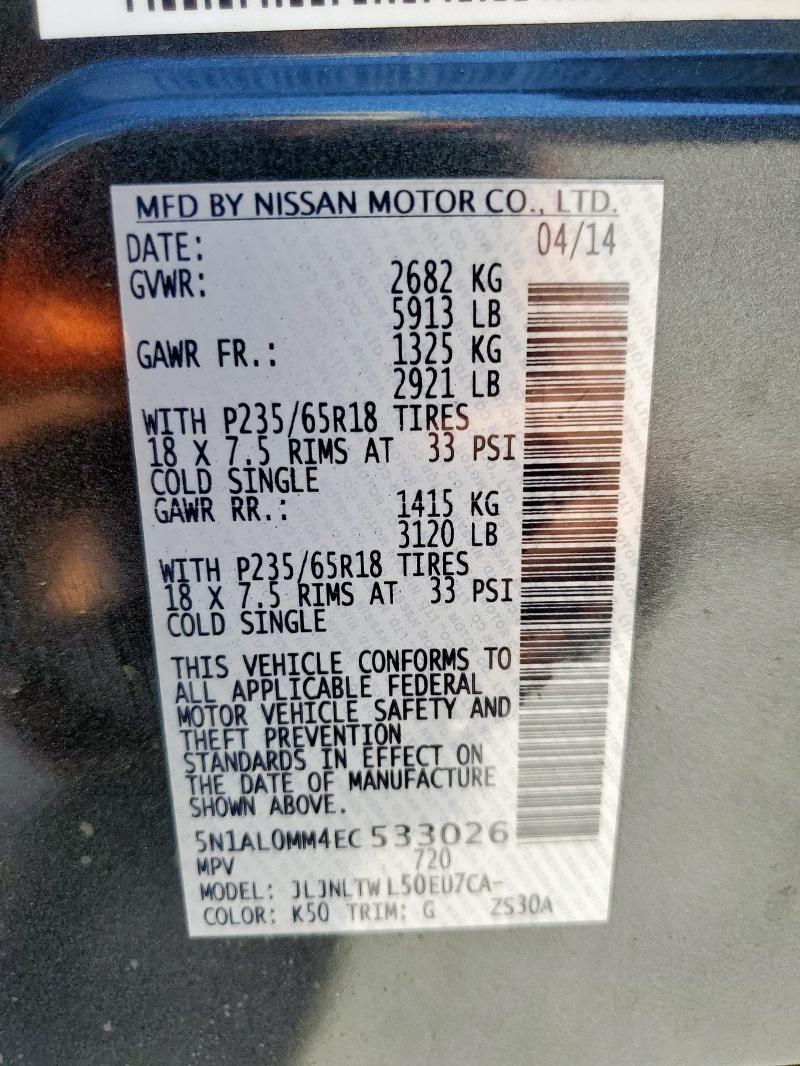 MFD BY NISSAN MOTOR CO., LTD.
DATE: 04/14
GVWR: 2682 KG
5913 LB
GAWR FR.: 1325 KG
2921 LB
WITH P235/65R18 TIRES
18 X 7.5 RIMS AT 33 PSI
COLD SINGLE
GAWR RR.: 1415 KG
3120 LB
WITH P235/65R18 TIRES
18 X 7.5 RIMS AT 33 PSI
COLD SINGLE
THIS VEHICLE CONFORMS TO
ALL APPLICABLE FEDERAL
MOTOR VEHICLE SAFETY AND
THEFT PREVENTION
STANDARDS IN EFFECT ON
THE DATE OF MANUFACTURE
SHOWN ABOVE.
5N1AL0MM4EC533026
MPV 720
MODEL: JLJNLTWL50EU7CA-
COLOR: K50 TRIM: G ZS30A